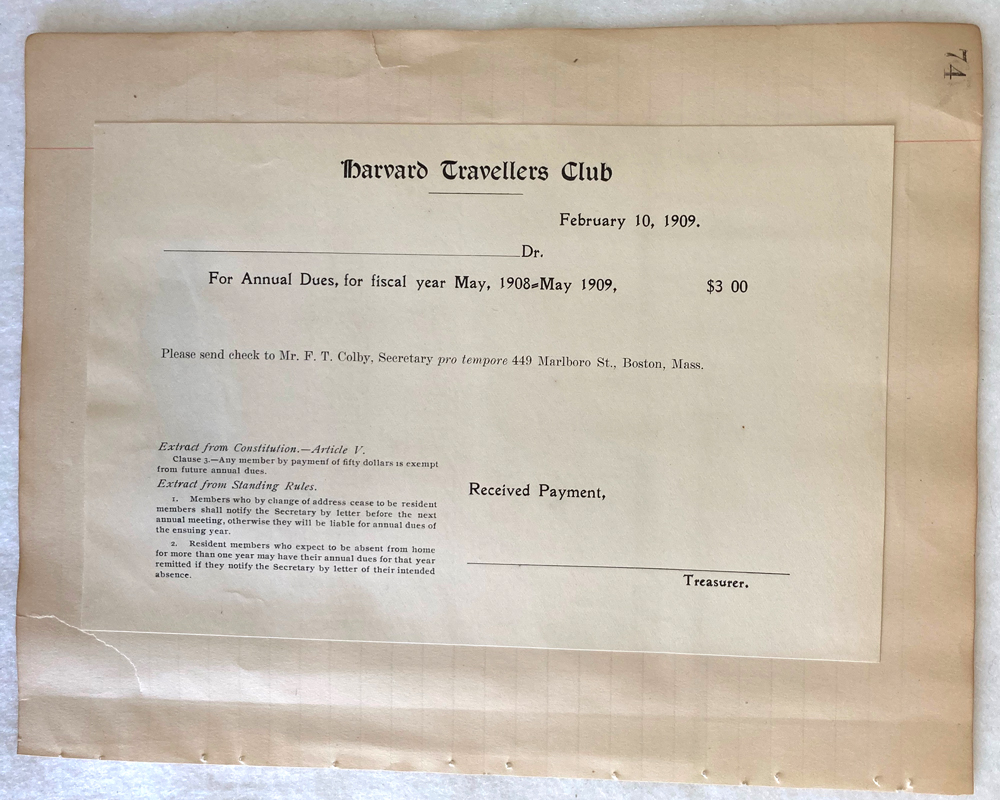 74
Harvard Travellers Club
February 10, 1909.
Dr.
For Annual Dues, for fiscal year May, 1908=May 1909, $3 00
Please send check to Mr. F. T. Colby, Secretary pro tempore 449 Marlboro St., Boston, Mass.
Extract from Constitution.—Article V.
Clause 3.—Any member by payment of fifty dollars is exempt
from future annual dues.
Extract from Standing Rules.
1. Members who by change of address cease to be resident
members shall notify the Secretary by letter before the next
annual meeting, otherwise they will be liable for annual dues of
the ensuing year.
2. Resident members who expect to be absent from home
for more than one year may have their annual dues for that year
remitted if they notify the Secretary by letter of their intended
absence.
Received Payment,
Treasurer.